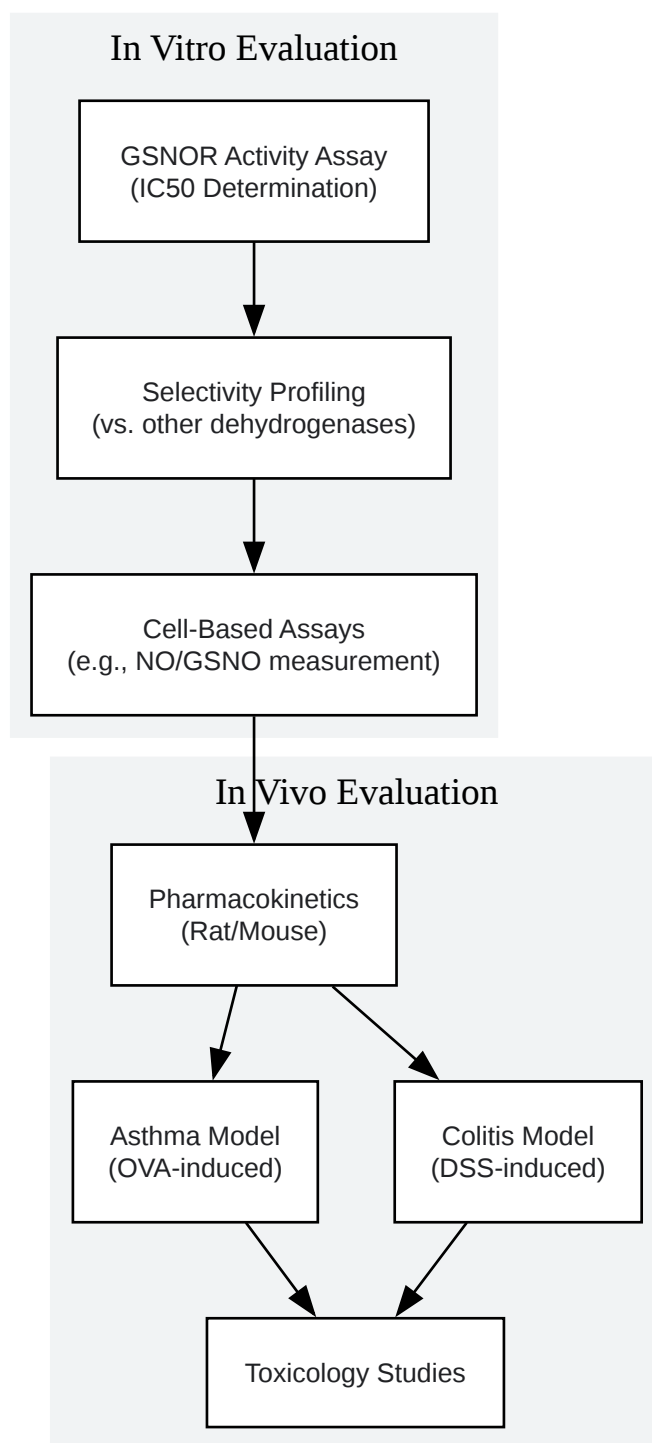 In Vitro Evaluation
GSNOR Activity Assay
(IC50 Determination)
Selectivity Profiling
(vs. other dehydrogenases)
Cell-Based Assays
(e.g., NO/GSNO measurement)
In Vivo Evaluation
Pharmacokinetics
(Rat/Mouse)
Asthma Model
(OVA-induced)
Colitis Model
(DSS-induced)
Toxicology Studies